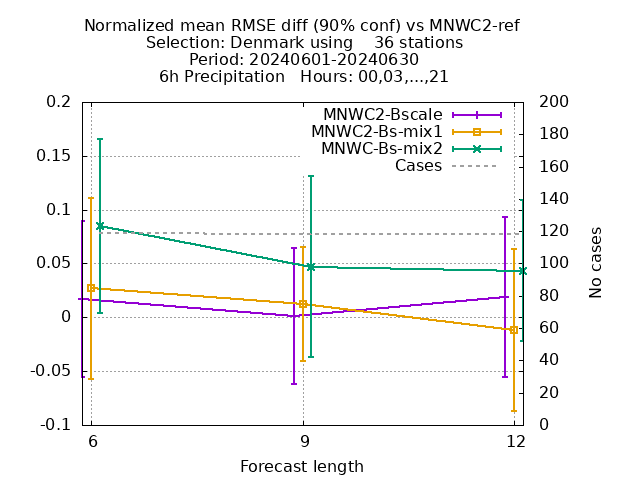 Normalized mean RMSE diff (90% conf) vs MNWC2-ref
Selection: Denmark using    36 stations
Period: 20240601-20240630
6h Precipitation   Hours: 00,03,...,21
MNWC2-Bscale
MNWC2-Bs-mix1
MNWC-Bs-mix2
Cases
0.2
0.15
0.1
0.05
0
-0.05
-0.1
200
180
160
140
120
100
80
60
40
20
0
No cases
6
9
12
Forecast length